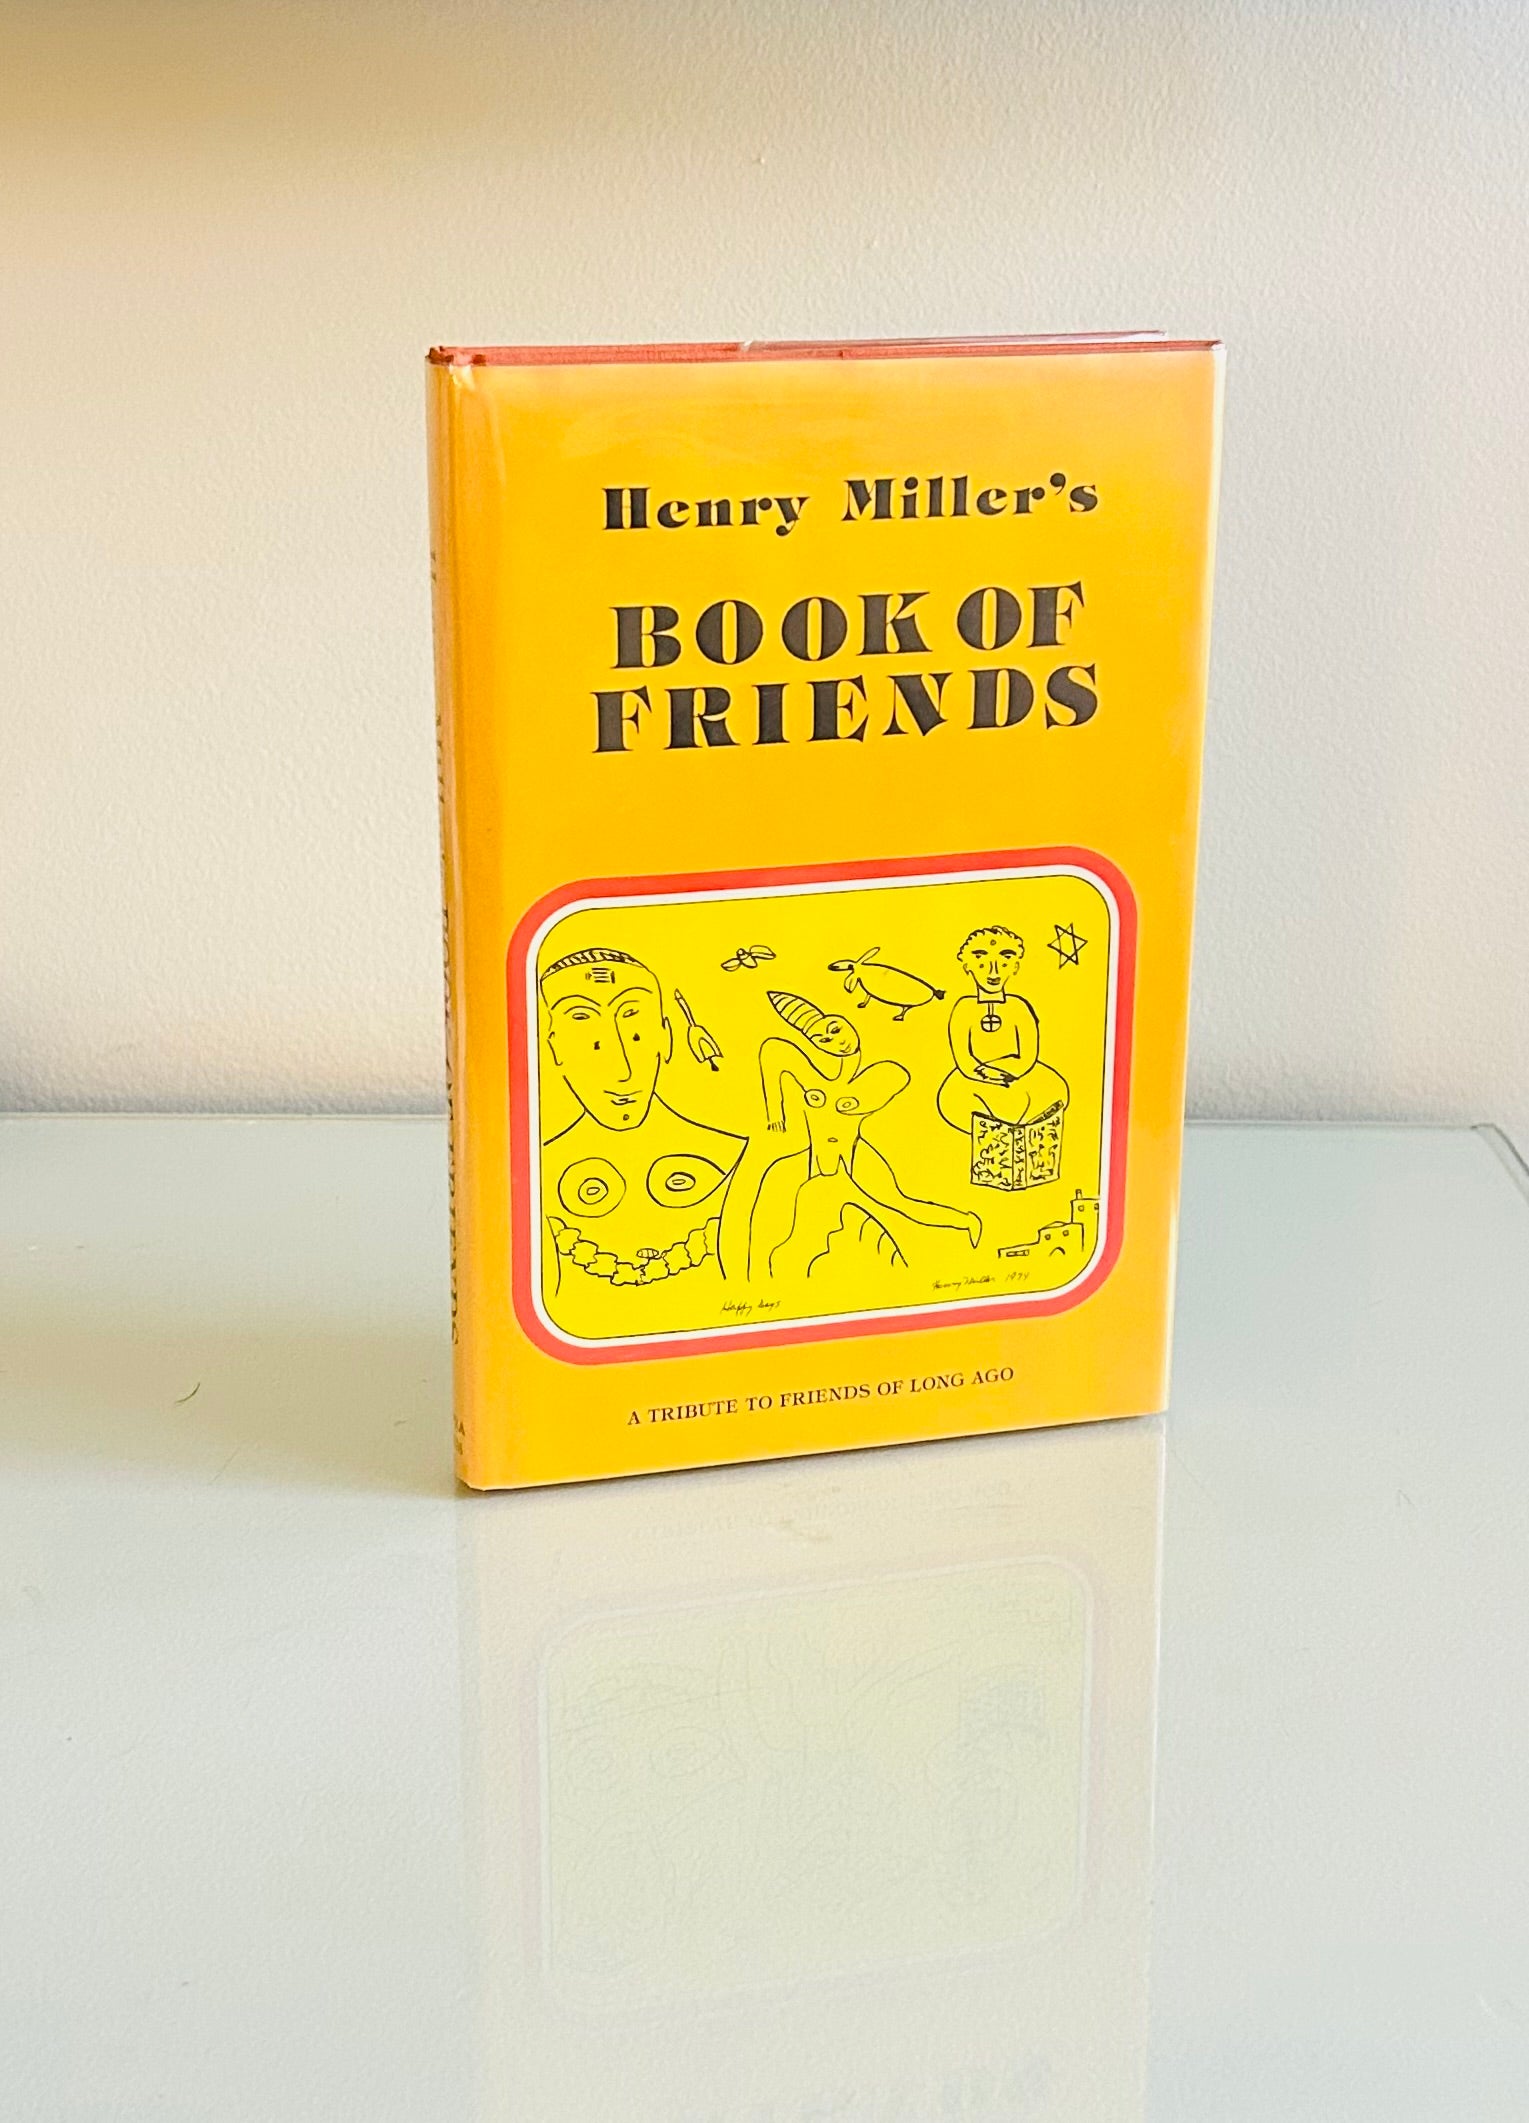 Henry Miller's
BOOK OF
FRIENDS
Happy Days
Henry Miller 1974
A TRIBUTE TO FRIENDS OF LONG AGO